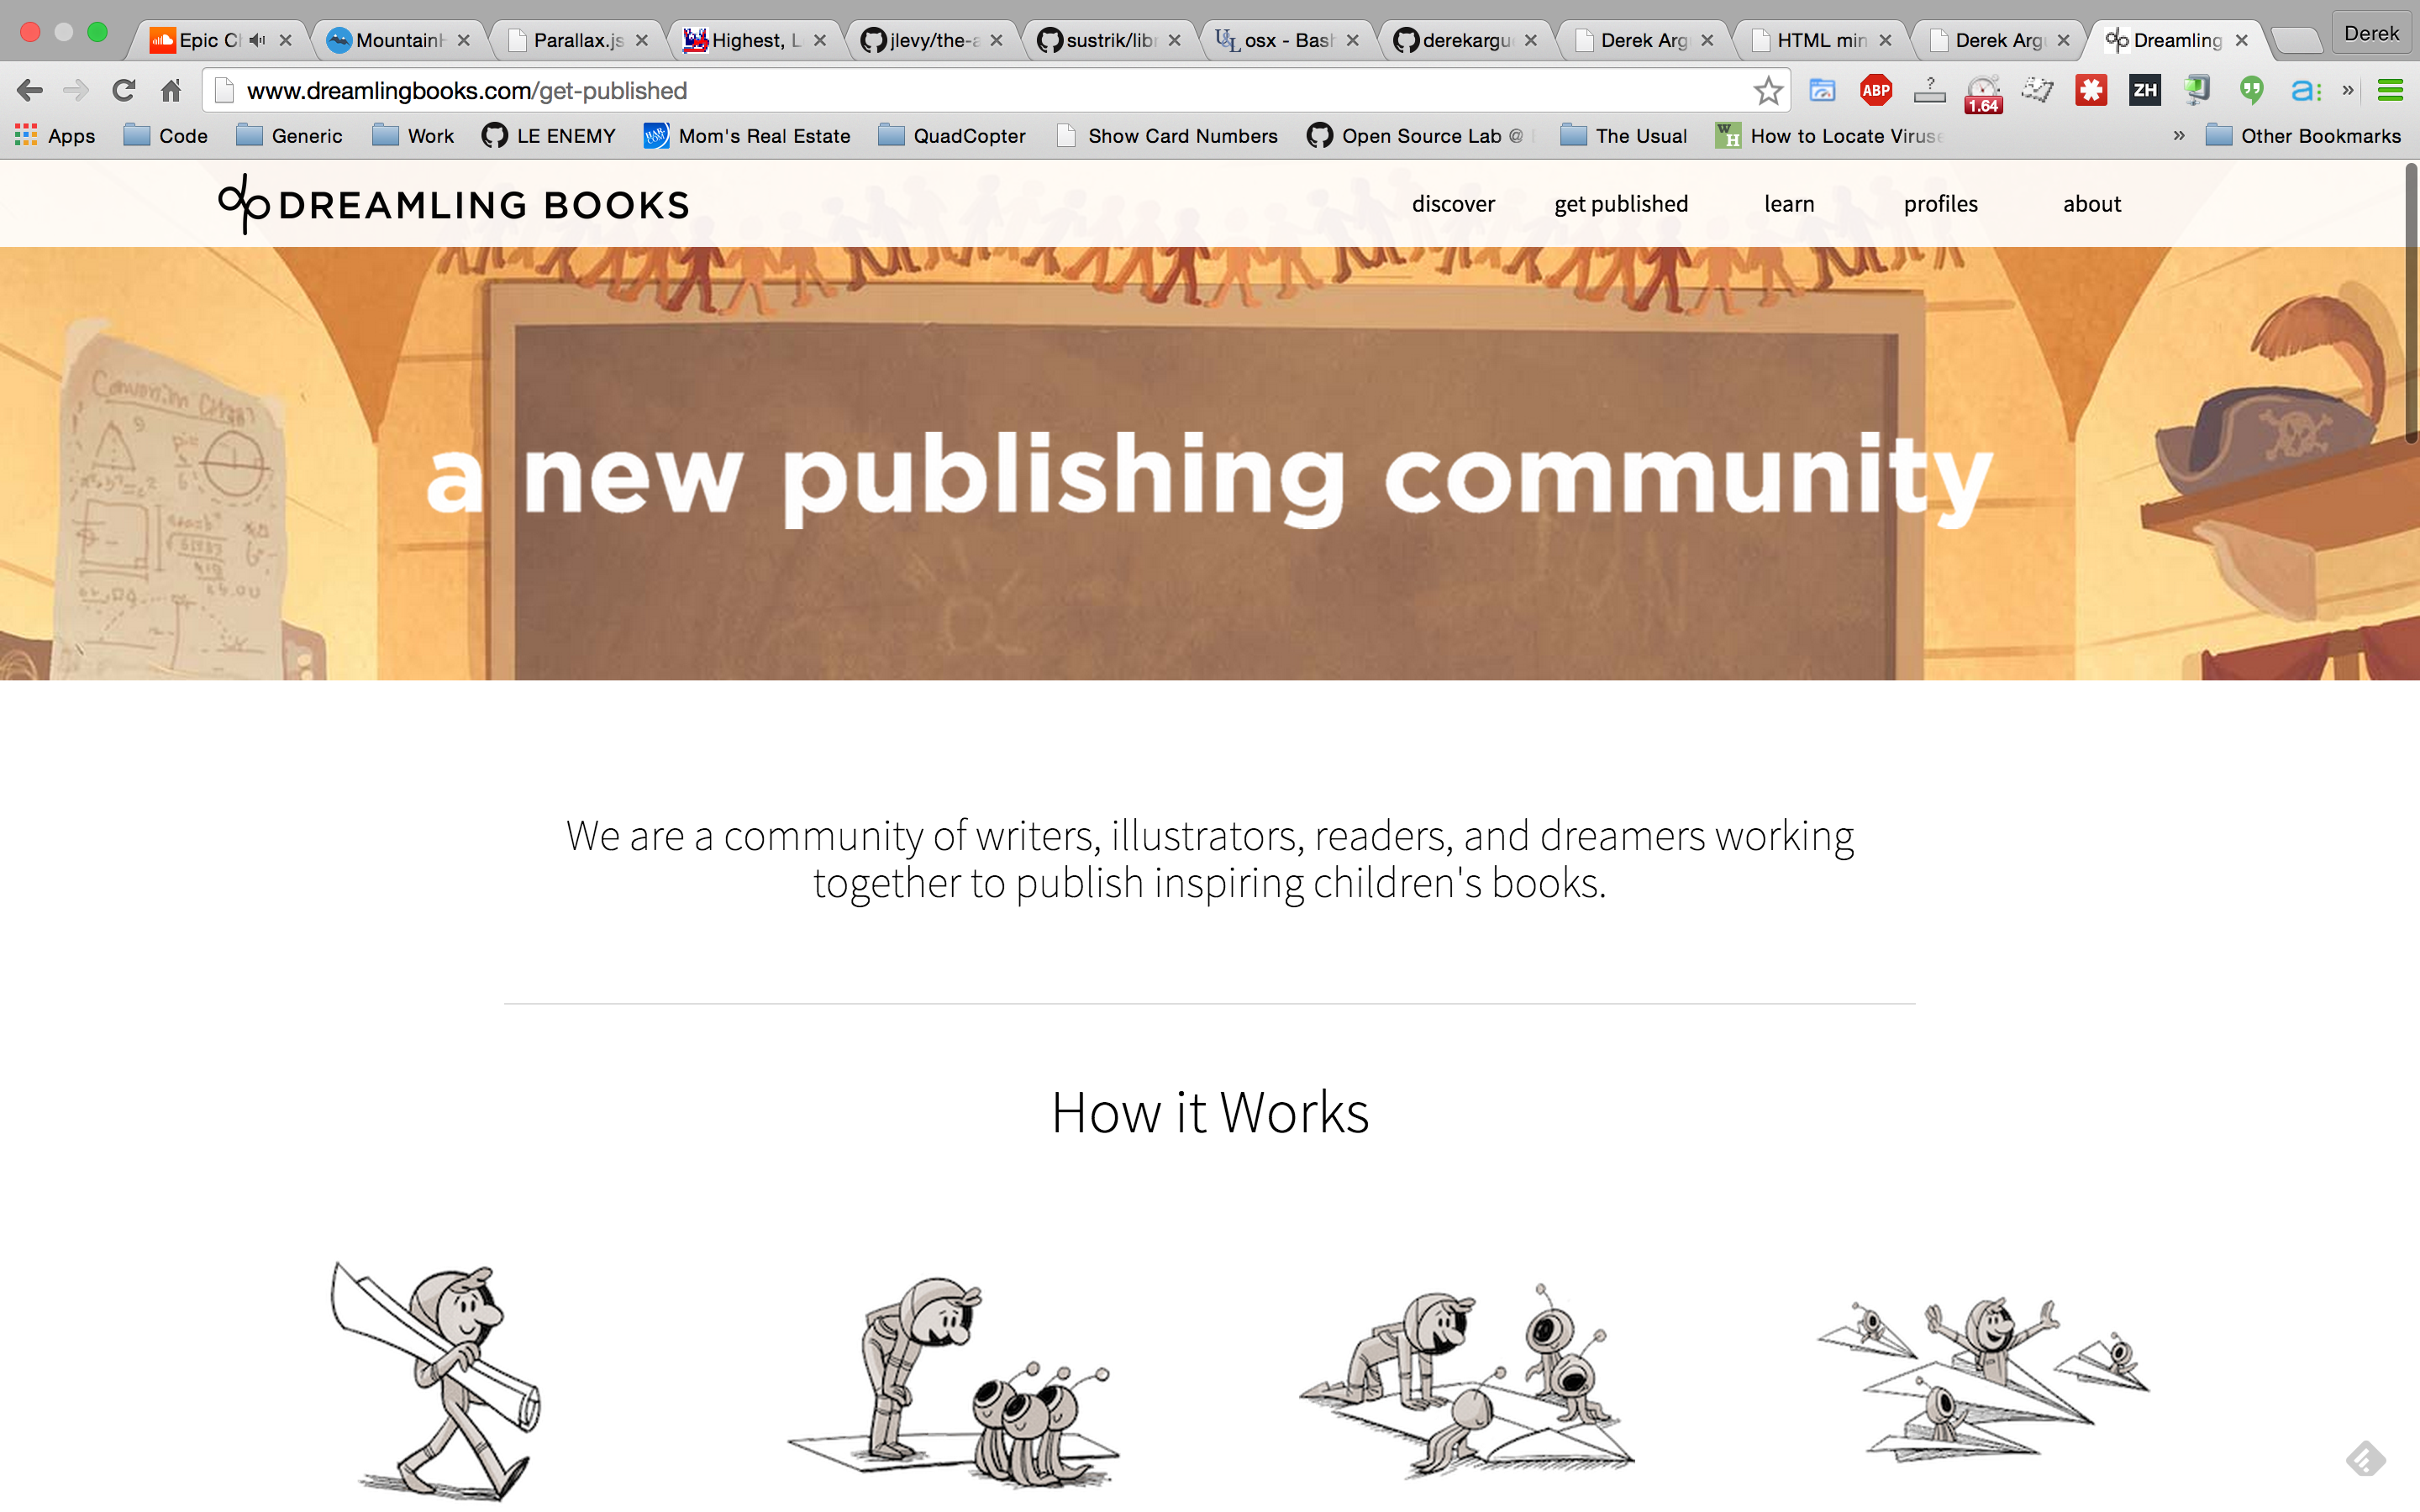 Epic C
Mountain
Parallax.js
Highest, L
jlevy/the-a
sustrik/lib
osx - Bash
derekargu
Derek Arg
HTML min
Derek Arg
Dreamling
Derek
www.dreamlingbooks.com/get-published
ABP
?
1.64
ZH
a:
»
Apps
Code
Generic
Work
LE ENEMY
Mom's Real Estate
QuadCopter
Show Card Numbers
Open Source Lab @
The Usual
How to Locate Viruse
»
Other Bookmarks
DREAMLING BOOKS
discover
get published
learn
profiles
about
a new publishing community
We are a community of writers, illustrators, readers, and dreamers working
together to publish inspiring children's books.
How it Works